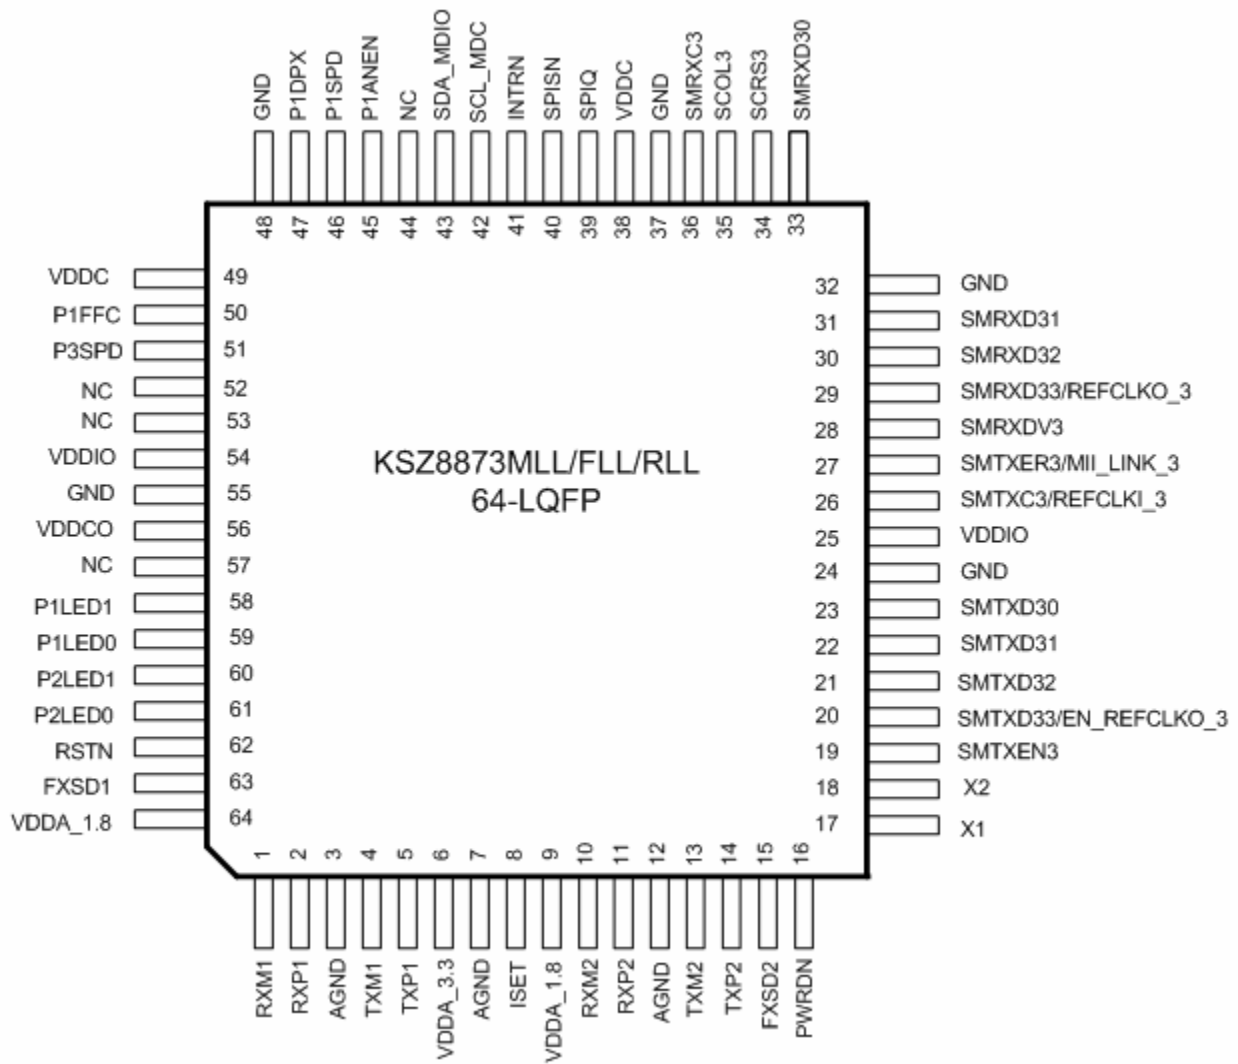 GND P1DPX P1SPD P1ANEN NC SDA_MDIO SCL_MDC INTRN SPISN SPIQ VDDC GND SMRXC3 SCOL3 SCRS3 SMRXD30
48 47 46 45 44 43 42 41 40 39 38 37 36 35 34 33
VDDC 49 32 GND
P1FFC 50 31 SMRXD31
P3SPD 51 30 SMRXD32
NC 52 29 SMRXD33/REFCLKO_3
NC 53 28 SMRXDV3
VDDIO 54 KSZ8873MLL/FLL/RLL 27 SMTXER3/MII_LINK_3
GND 55 64-LQFP 26 SMTXC3/REFCLKI_3
VDDCO 56 25 VDDIO
NC 57 24 GND
P1LED1 58 23 SMTXD30
P1LED0 59 22 SMTXD31
P2LED1 60 21 SMTXD32
P2LED0 61 20 SMTXD33/EN_REFCLKO_3
RSTN 62 19 SMTXEN3
FXSD1 63 18 X2
VDDA_1.8 64 17 X1
1 2 3 4 5 6 7 8 9 10 11 12 13 14 15 16
RXM1 RXP1 AGND TXM1 TXP1 VDDA_3.3 AGND ISET VDDA_1.8 RXM2 RXP2 AGND TXM2 TXP2 FXSD2 PWRDN